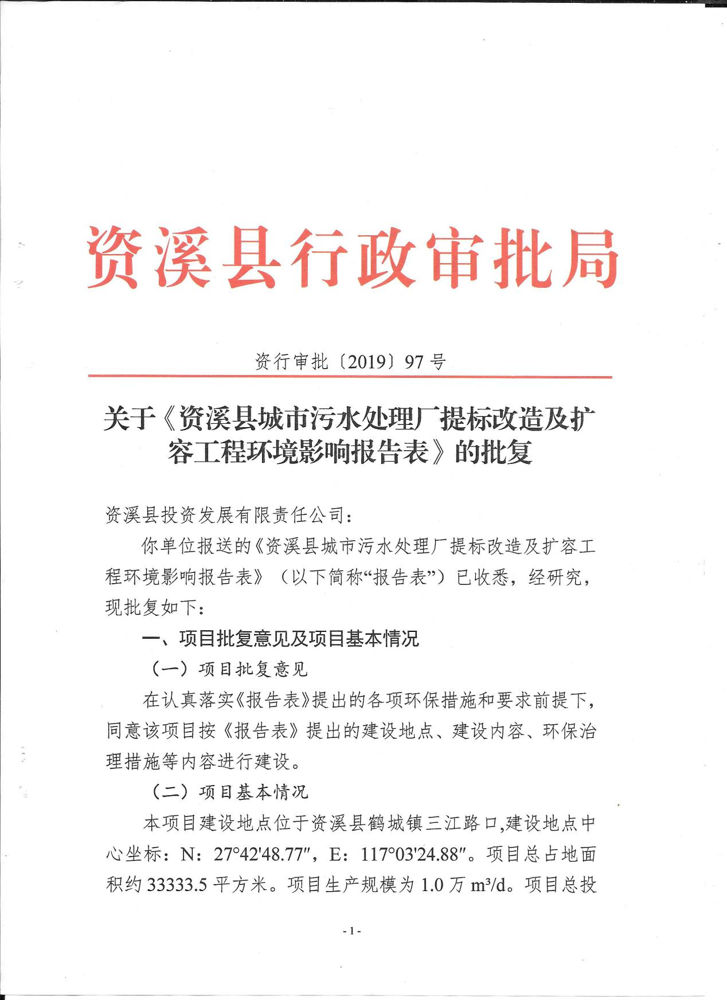 资溪县行政审批局
资行审批〔2019〕97 号
关于《资溪县城市污水处理厂提标改造及扩
容工程环境影响报告表》的批复
资溪县投资发展有限责任公司：
你单位报送的《资溪县城市污水处理厂提标改造及扩容工
程环境影响报告表》（以下简称“报告表”）已收悉，经研究，
现批复如下：
一、项目批复意见及项目基本情况
（一）项目批复意见
在认真落实《报告表》提出的各项环保措施和要求前提下，
同意该项目按《报告表》提出的建设地点、建设内容、环保治
理措施等内容进行建设。
（二）项目基本情况
本项目建设地点位于资溪县鹤城镇三江路口,建设地点中
心坐标：N：27°42'48.77″，E：117°03'24.88″。项目总占地面
积约 33333.5 平方米。项目生产规模为 1.0 万 m³/d。项目总投
- 1 -